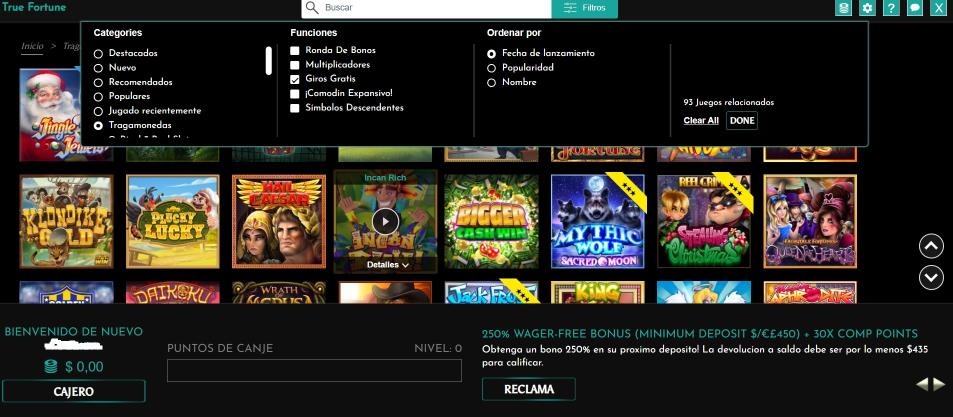 True Fortune
Buscar
Filtros
?
X
Inicio > Trag
Categories
Destacados
Nuevo
Recomendados
Populares
Jugado recientemente
Tragamonedas
Funciones
Ronda De Bonos
Multiplicadores
Giros Gratis
¡Comodin Expansivo!
Simbolos Descendentes
Ordenar por
Fecha de lanzamiento
Popularidad
Nombre
93 Juegos relacionados
Clear All
DONE
Jingle
Jewels
KLONDIKE
GOLD
PLUCKY
LUCKY
HAIL
CAESAR
Incan Rich
INCAN
Detalles
BIGGER
CASH WIN
MYTHIC
WOLF
SACRED MOON
REEL CRIME
STEALING
Christmas
QUEEN OF HEARTS
DAIKOKU
WRATH
OF
JACK FROST
KING
BIENVENIDO DE NUEVO
$ 0,00
CAJERO
PUNTOS DE CANJE
NIVEL: 0
250% WAGER-FREE BONUS (MINIMUM DEPOSIT $/€£450) + 30X COMP POINTS
Obtenga un bono 250% en su proximo deposito! La devolucion a saldo debe ser por lo menos $435
para calificar.
RECLAMA